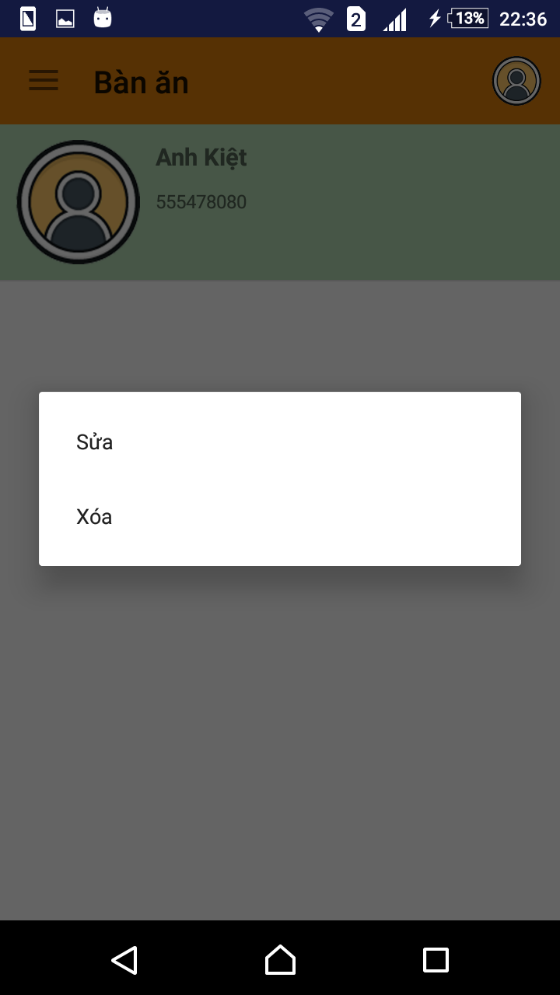 2 13% 22:36
Bàn ăn
Anh Kiệt
555478080
Sửa
Xóa